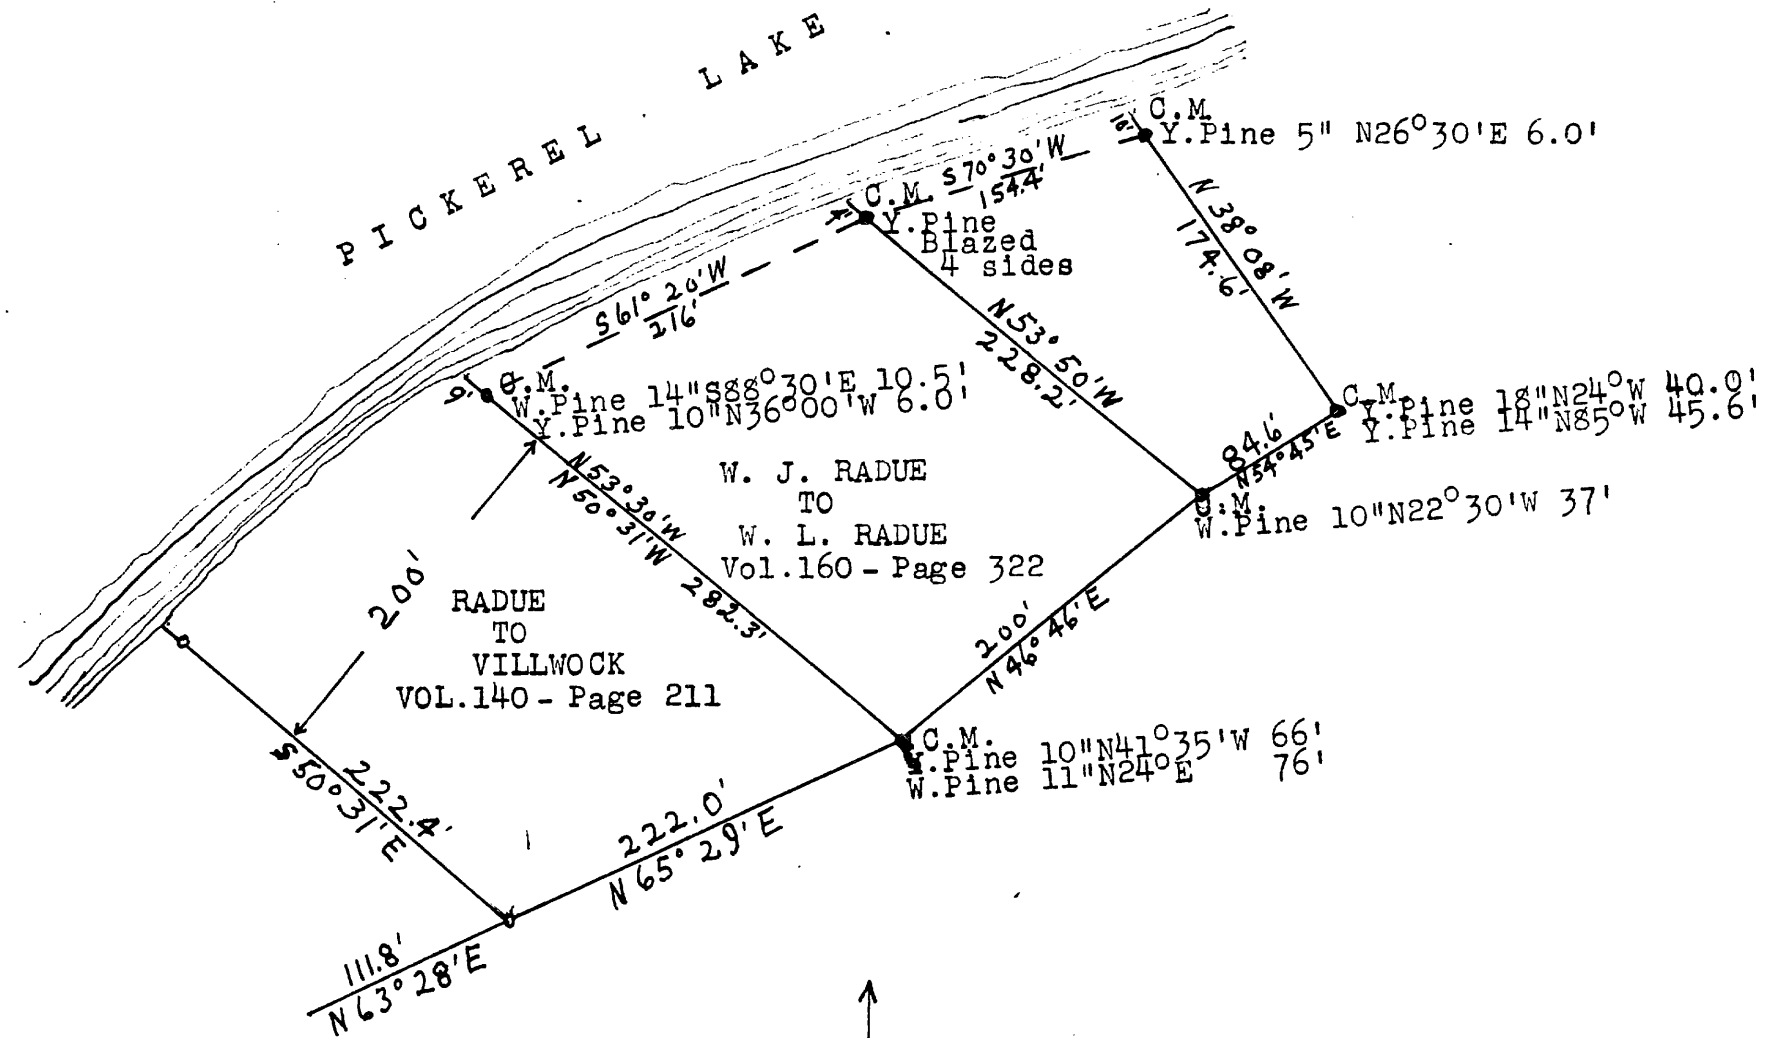 PICKEREL LAKE
C.M.
16'
Y.Pine 5" N26°30'E 6.0'
S70°30'W
154.4'
C.M.
Y.Pine
Blazed
4 sides
N38°08'W
174.6'
S61°20'W
216'
N53°50'W
228.2'
9'
C.M.
W.Pine 14"S88°30'E 10.5'
Y.Pine 10"N36°00'W 6.0'
C.M.
Y.Pine 18"N24°W 40.0'
Y.Pine 14"N85°W 45.6'
84.6'
N54°45'E
C.M.
W.Pine 10"N22°30'W 37'
N53°30'W
N50°31'W 282.3'
W. J. RADUE
TO
W. L. RADUE
Vol.160 - Page 322
200'
RADUE
TO
VILLWOCK
VOL.140 - Page 211
200'
N46°46'E
C.M.
Y.Pine 10"N41°35'W 66'
W.Pine 11"N24°E 76'
222.4'
S50°31'E
222.0'
N65°29'E
111.8'
N63°28'E